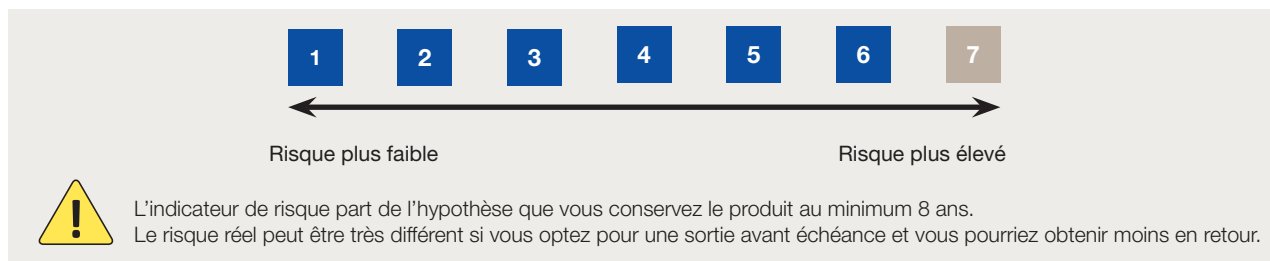 1 2 3 4 5 6 7
Risque plus faible Risque plus élevé
L'indicateur de risque part de l'hypothèse que vous conservez le produit au minimum 8 ans.
Le risque réel peut être très différent si vous optez pour une sortie avant échéance et vous pourriez obtenir moins en retour.